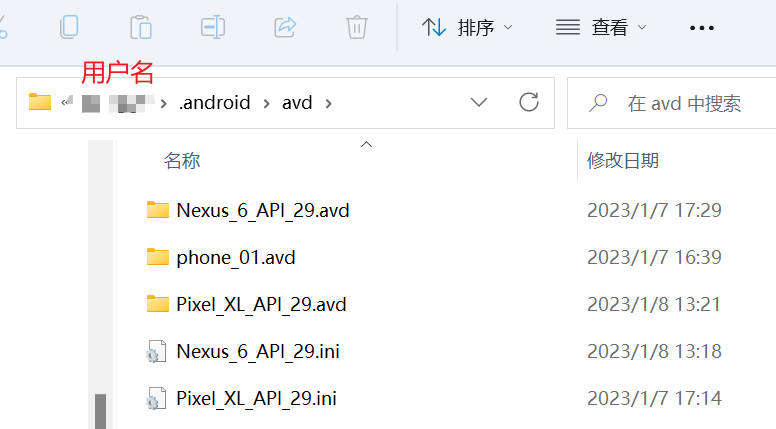 排序 查看
用户名
.android avd 在 avd 中搜索
名称 修改日期
Nexus_6_API_29.avd 2023/1/7 17:29
phone_01.avd 2023/1/7 16:39
Pixel_XL_API_29.avd 2023/1/8 13:21
Nexus_6_API_29.ini 2023/1/8 13:18
Pixel_XL_API_29.ini 2023/1/7 17:14